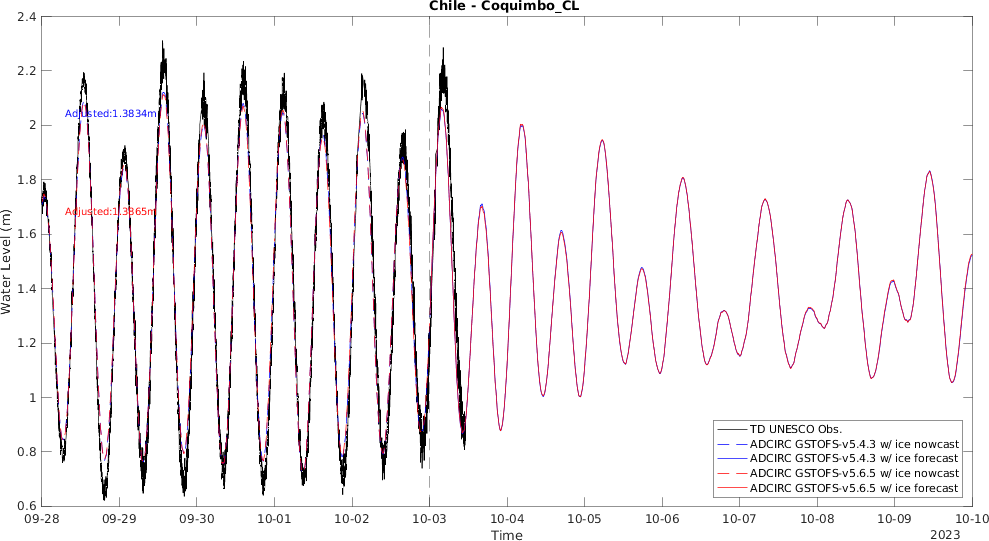 Chile - Coquimbo_CL
2.4
2.2
2
1.8
1.6
1.4
1.2
1
0.8
0.6
Water Level (m)
Adjusted:1.3834m
Adjusted:1.3365m
TD UNESCO Obs.
ADCIRC GSTOFS-v5.4.3 w/ ice nowcast
ADCIRC GSTOFS-v5.4.3 w/ ice forecast
ADCIRC GSTOFS-v5.6.5 w/ ice nowcast
ADCIRC GSTOFS-v5.6.5 w/ ice forecast
09-28 09-29 09-30 10-01 10-02 10-03 10-04 10-05 10-06 10-07 10-08 10-09 10-10
Time
2023